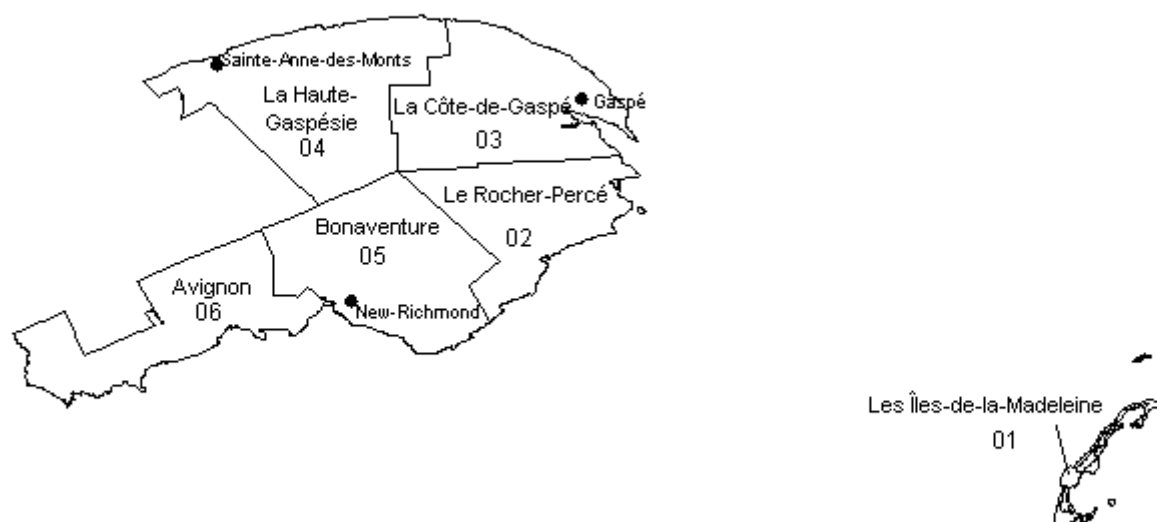 Sainte-Anne-des-Monts
La Haute-
Gaspésie
04
La Côte-de-Gaspé
03
Gaspé
Le Rocher-Percé
02
Bonaventure
05
New-Richmond
Avignon
06
Les Îles-de-la-Madeleine
01